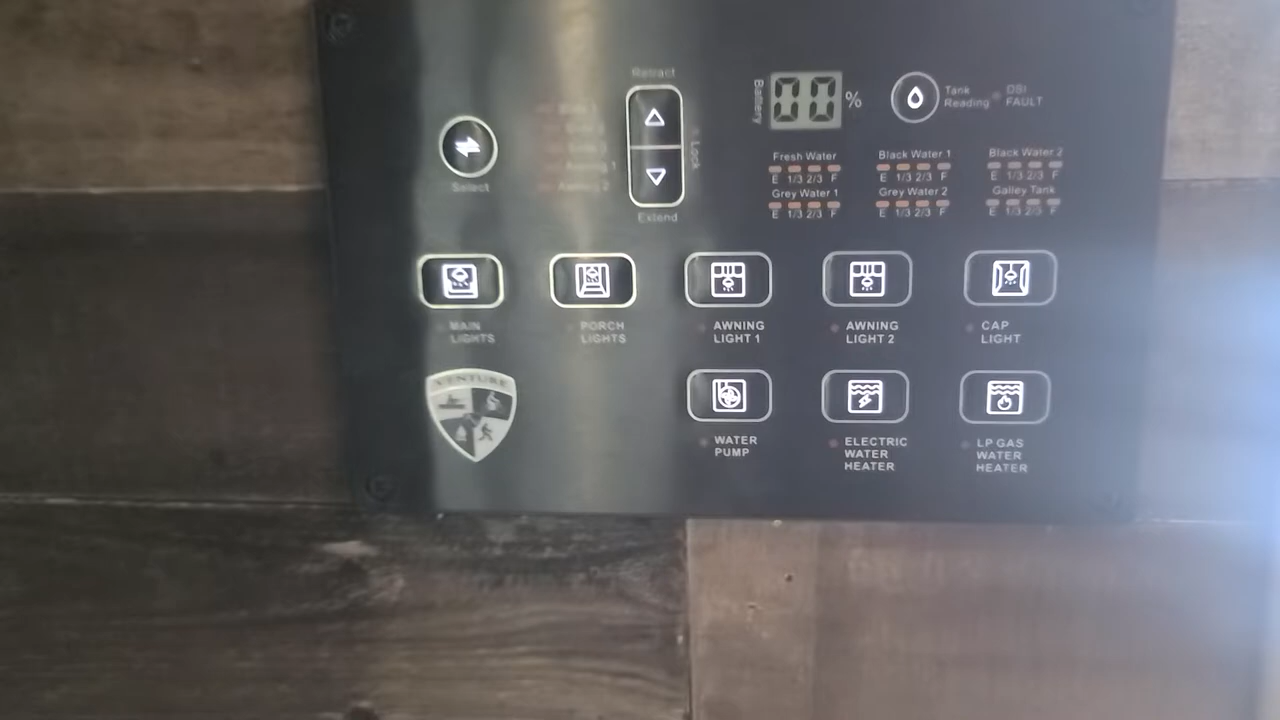 Retract
Battery
00 %
Tank
Reading
DSI
FAULT
Select
Lock
Awning 2
Extend
Fresh Water
E 1/3 2/3 F
Black Water 1
E 1/3 2/3 F
Black Water 2
E 1/3 2/3 F
Grey Water 1
E 1/3 2/3 F
Grey Water 2
E 1/3 2/3 F
Galley Tank
E 1/3 2/3 F
MAIN
LIGHTS
PORCH
LIGHTS
AWNING
LIGHT 1
AWNING
LIGHT 2
CAP
LIGHT
VENTURE
WATER
PUMP
ELECTRIC
WATER
HEATER
LP GAS
WATER
HEATER